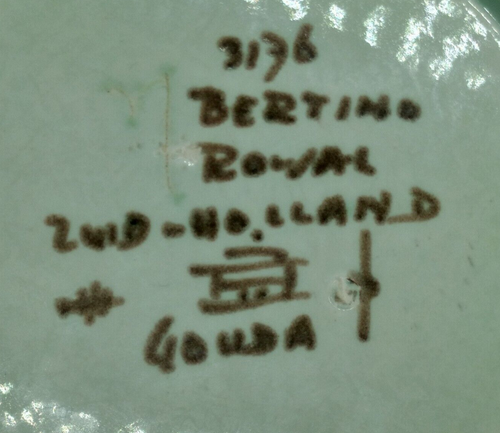 3176
BERTINO
ROYAL
ZUID-HOLLAND
GOUDA